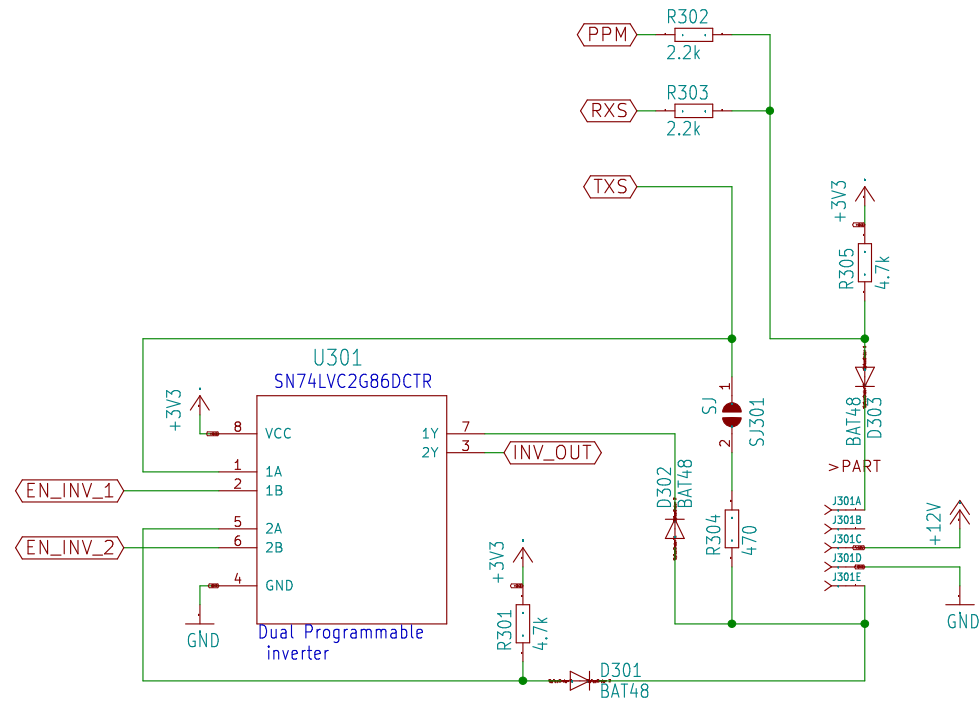 R302
PPM
2.2k
R303
RXS
2.2k
TXS
+3V3
R305
4.7k
U301
SN74LVC2G86DCTR
+3V3
8
VCC
1
1A
EN_INV_1
2
1B
5
2A
EN_INV_2
6
2B
4
GND
GND
1Y
7
2Y
3
INV_OUT
Dual Programmable
inverter
+3V3
R301
4.7k
D301
BAT48
D302
BAT48
SJ
1
2
SJ301
R304
470
BAT48
D303
>PART
J301A
J301B
J301C
J301D
J301E
+12V
GND